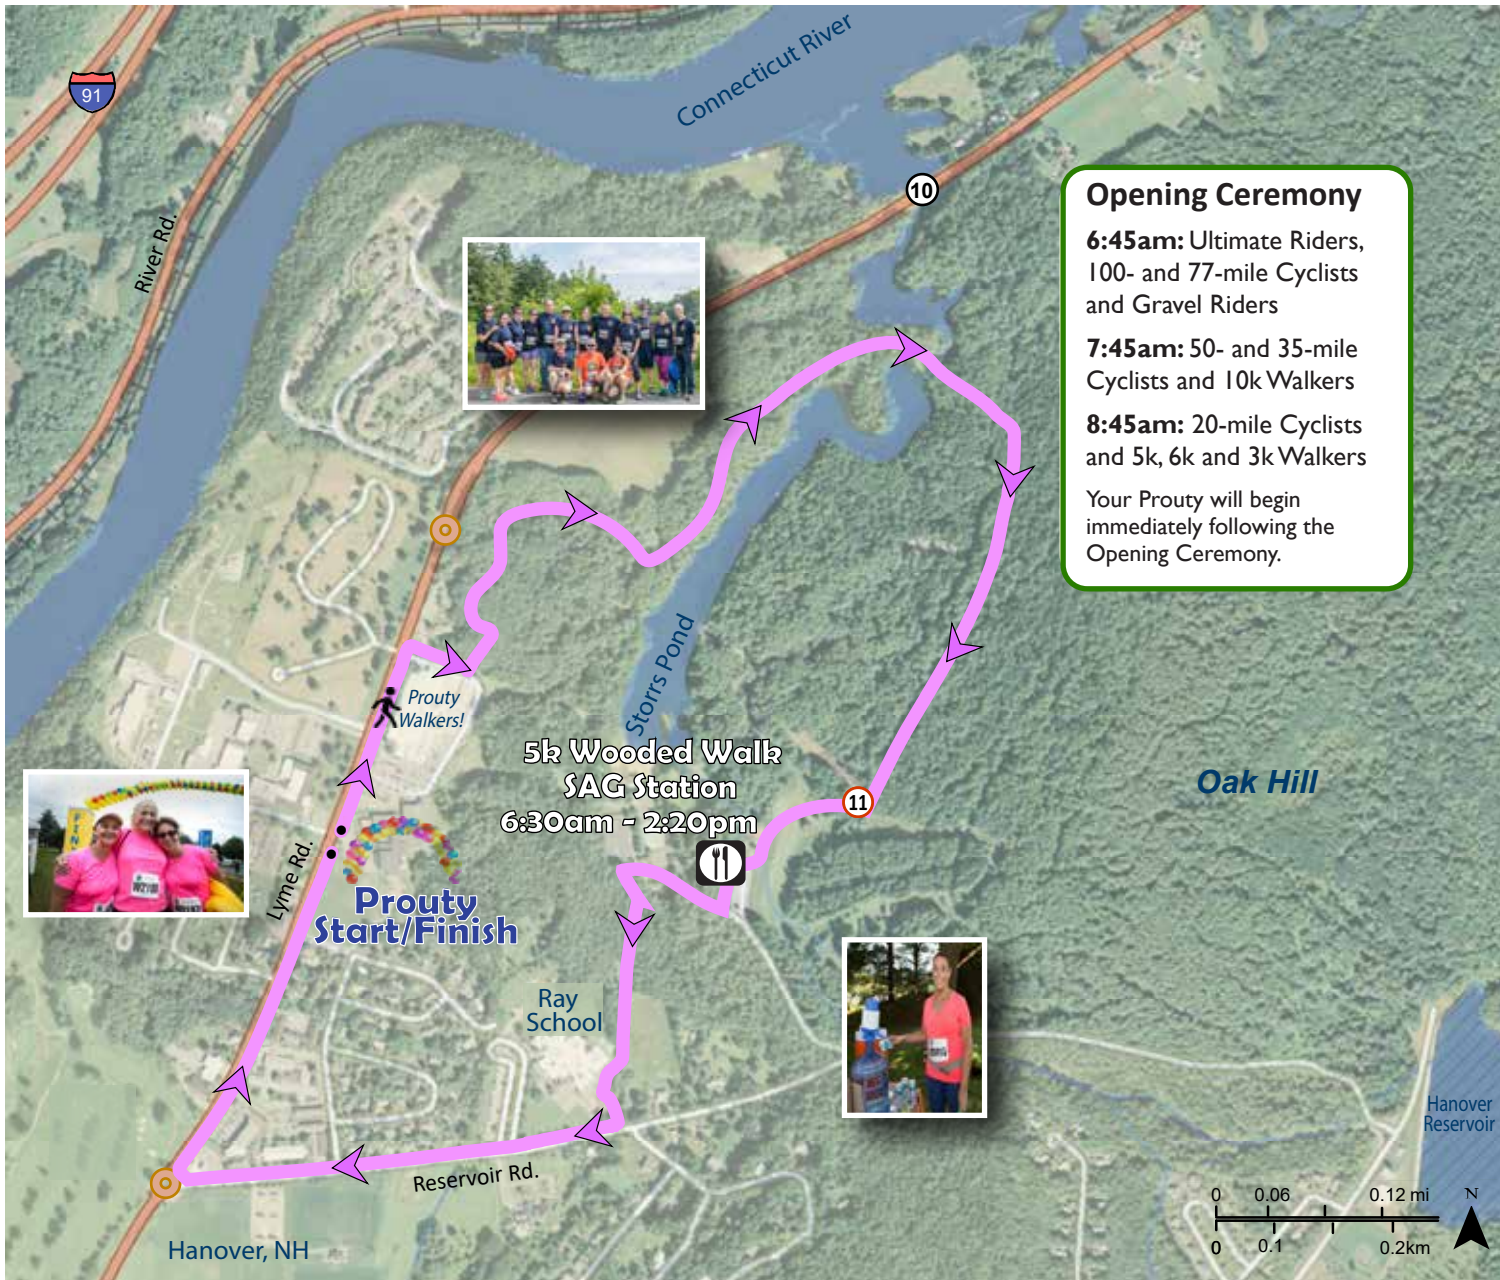 Connecticut River
91
10
River Rd.
Opening Ceremony
6:45am: Ultimate Riders,
100- and 77-mile Cyclists
and Gravel Riders
7:45am: 50- and 35-mile
Cyclists and 10k Walkers
8:45am: 20-mile Cyclists
and 5k, 6k and 3k Walkers
Your Prouty will begin
immediately following the
Opening Ceremony.
Storrs Pond
Prouty
Walkers!
5k Wooded Walk
SAG Station
6:30am - 2:20pm
11
Oak Hill
Lyme Rd.
Prouty
Start/Finish
Ray
School
Reservoir Rd.
Hanover
Reservoir
Hanover, NH
0 0.06 0.12 mi
0 0.1 0.2km
N